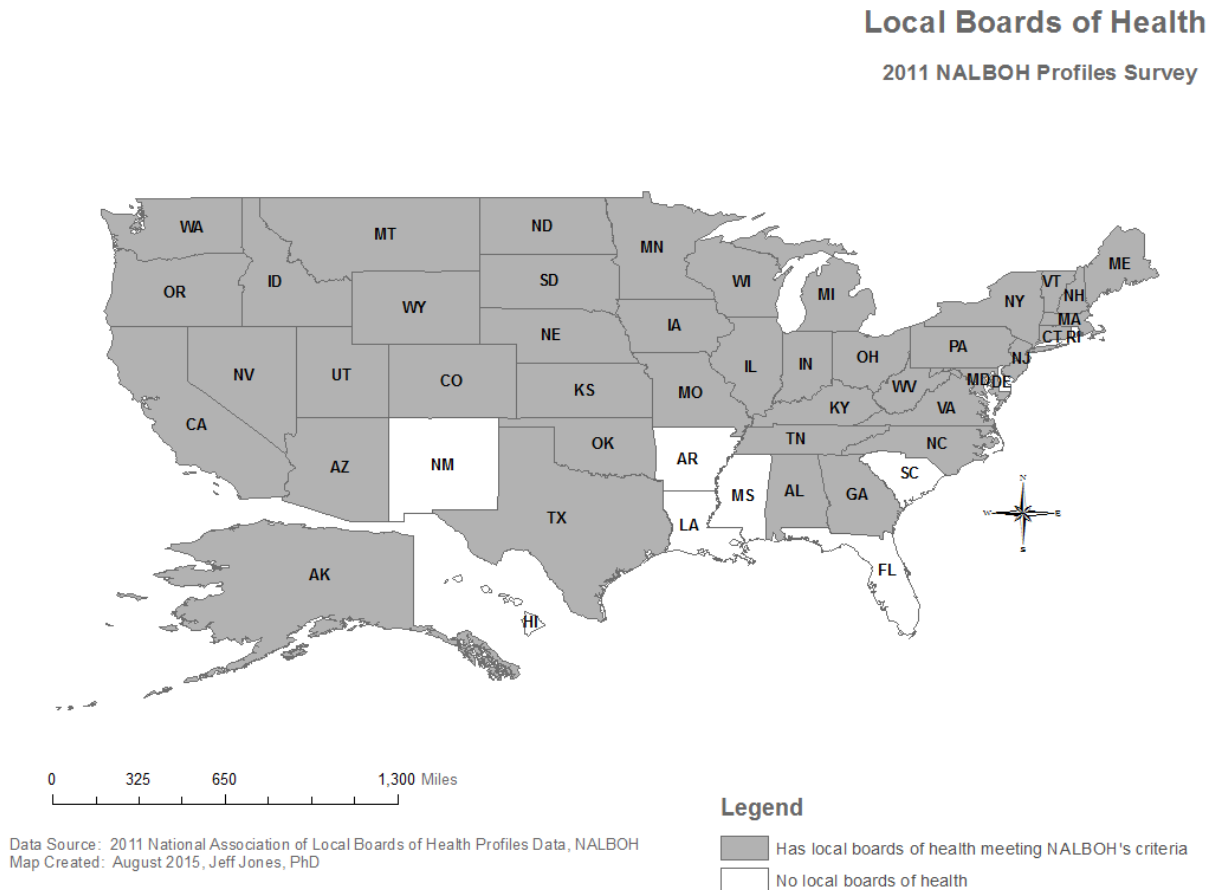 Local Boards of Health
2011 NALBOH Profiles Survey
WA
MT
ND
MN
ME
OR
ID
SD
WI
MI
VT
NH
NY
MA
WY
CT RI
IA
NE
PA
NJ
NV
UT
CO
IL
IN
OH
MD
DE
WV
KS
MO
KY
VA
CA
TN
NC
OK
AZ
NM
AR
SC
MS
AL
GA
TX
LA
FL
AK
HI
N
W
E
S
0 325 650 1,300 Miles
Legend
Data Source: 2011 National Association of Local Boards of Health Profiles Data, NALBOH
Map Created: August 2015, Jeff Jones, PhD
Has local boards of health meeting NALBOH's criteria
No local boards of health